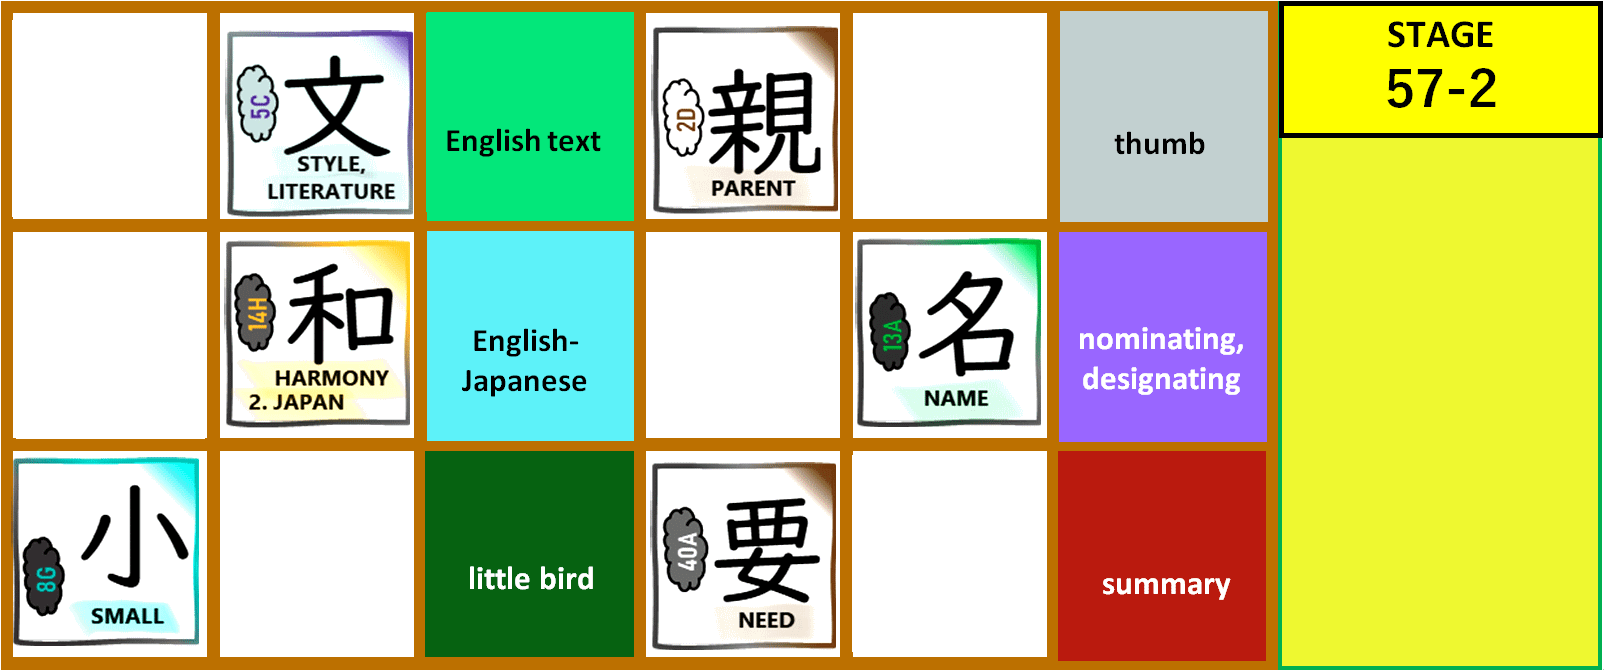 5C
文
STYLE,
LITERATURE
English text
2D
親
PARENT
thumb
STAGE
57-2
14H
和
HARMONY
2. JAPAN
English-
Japanese
13A
名
NAME
nominating,
designating
8G
小
SMALL
little bird
40A
要
NEED
summary